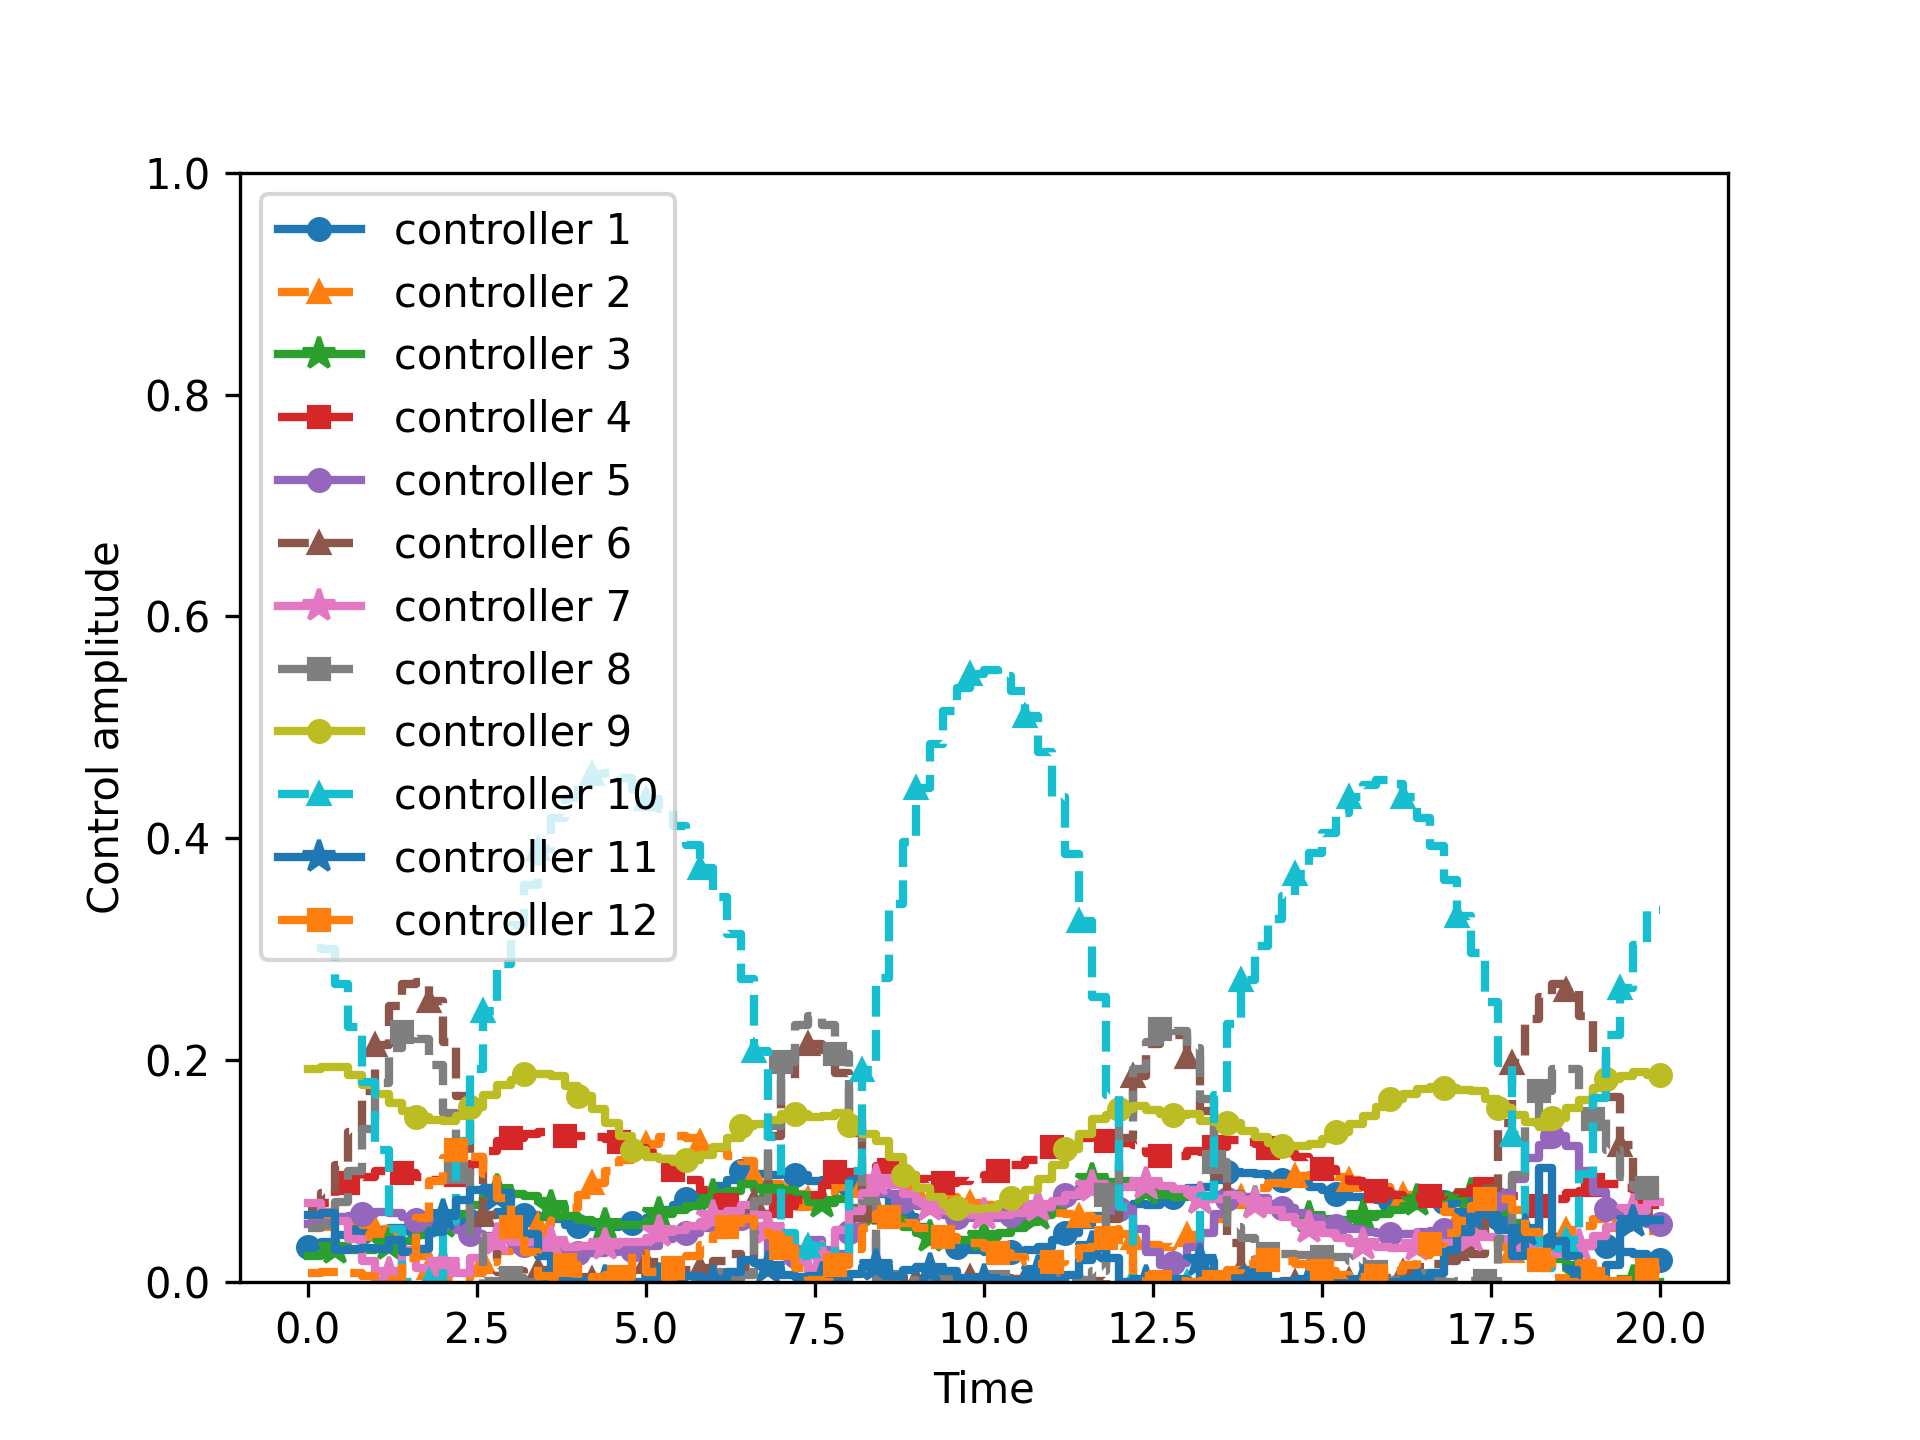 1.0
0.8
0.6
0.4
0.2
0.0
Control amplitude
controller 1
controller 2
controller 3
controller 4
controller 5
controller 6
controller 7
controller 8
controller 9
controller 10
controller 11
controller 12
0.0 2.5 5.0 7.5 10.0 12.5 15.0 17.5 20.0
Time